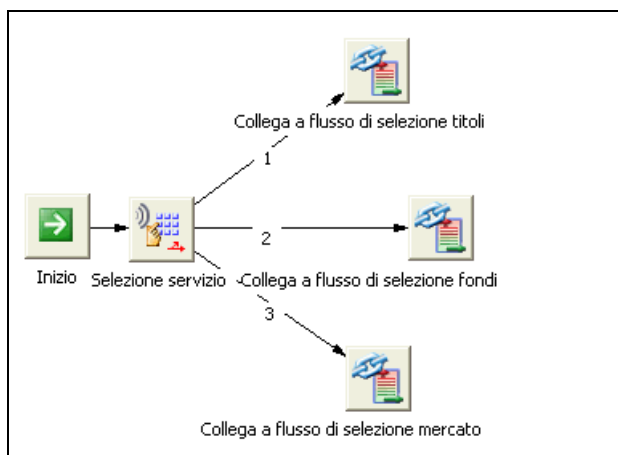 Collega a flusso di selezione titoli
1
Inizio
Selezione servizio
2
Collega a flusso di selezione fondi
3
Collega a flusso di selezione mercato